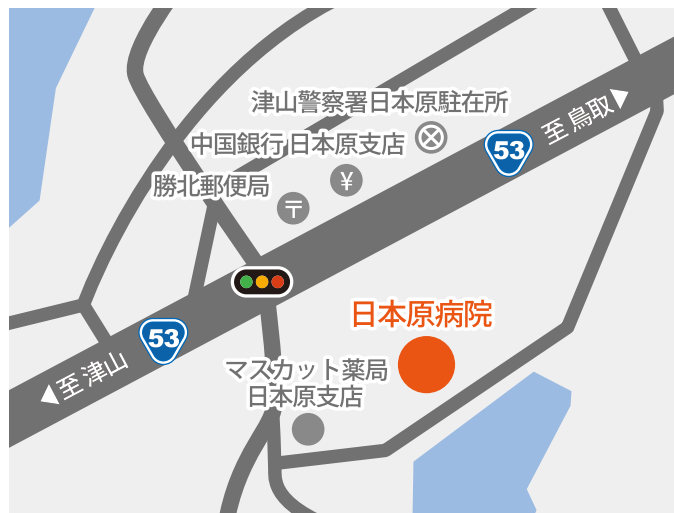 津山警察署日本原駐在所
中国銀行 日本原支店
勝北郵便局
¥
〒
53
至 鳥取▶
日本原病院
53
◀至 津山
マスカット薬局
日本原支店